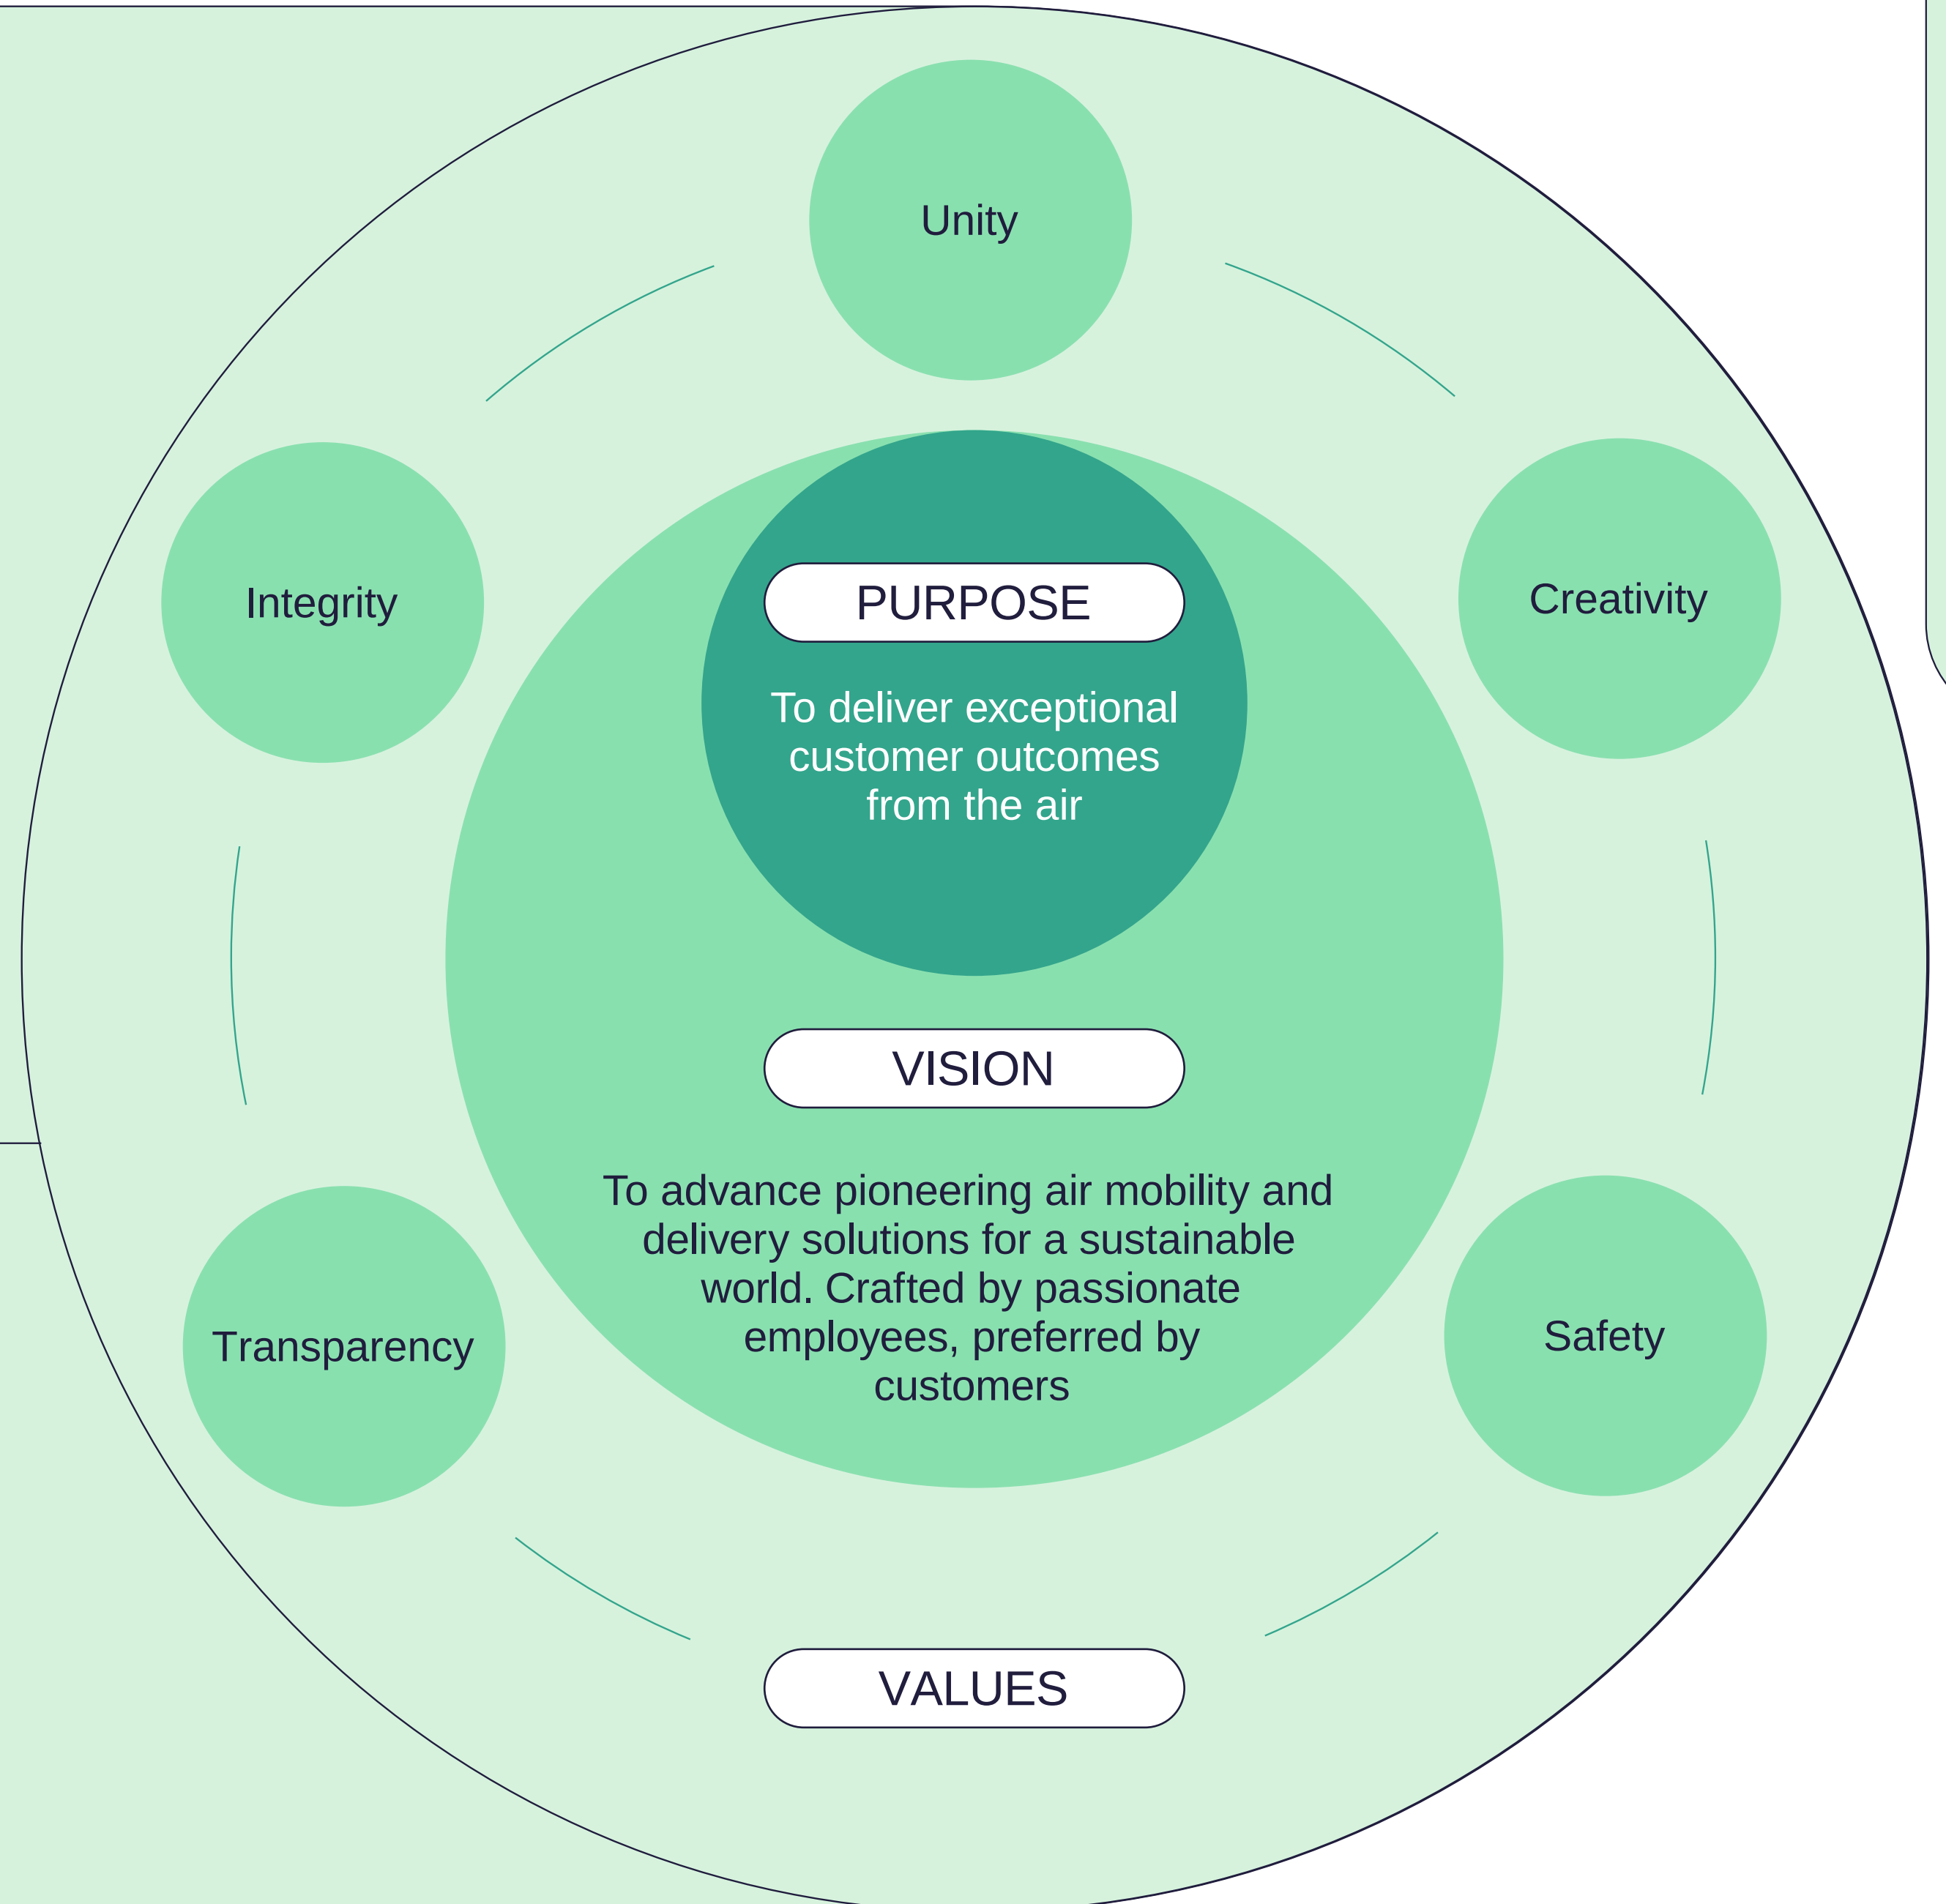 Unity
Integrity
Creativity
PURPOSE
To deliver exceptional
customer outcomes
from the air
VISION
To advance pioneering air mobility and
delivery solutions for a sustainable
world. Crafted by passionate
employees, preferred by
customers
Transparency
Safety
VALUES